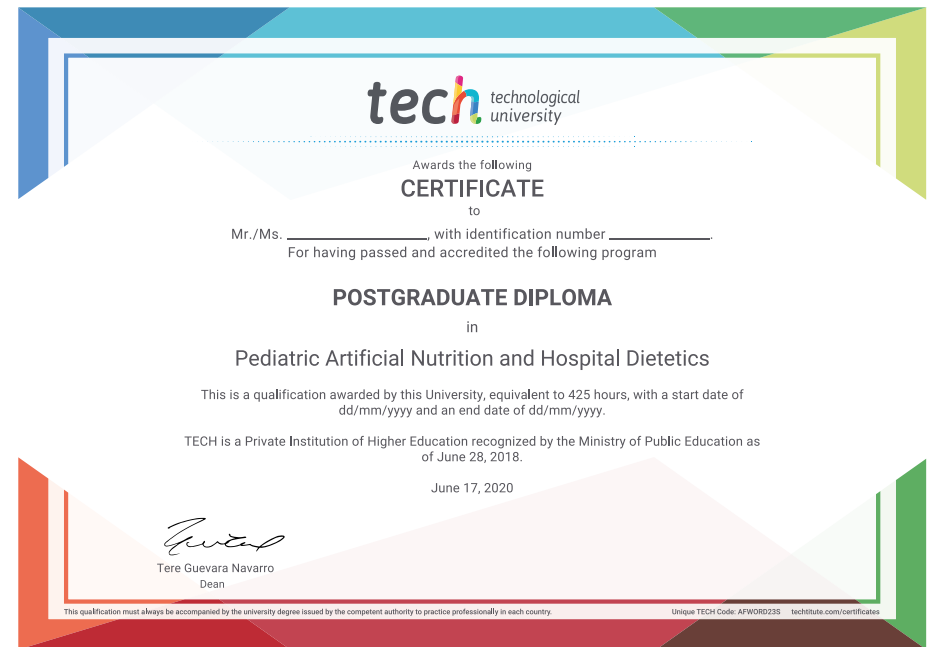 tech technological
university
Awards the following
CERTIFICATE
to
Mr./Ms. ____________________, with identification number ______________.
For having passed and accredited the following program
POSTGRADUATE DIPLOMA
in
Pediatric Artificial Nutrition and Hospital Dietetics
This is a qualification awarded by this University, equivalent to 425 hours, with a start date of
dd/mm/yyyy and an end date of dd/mm/yyyy.
TECH is a Private Institution of Higher Education recognized by the Ministry of Public Education as
of June 28, 2018.
June 17, 2020
Tere Guevara Navarro
Dean
This qualification must always be accompanied by the university degree issued by the competent authority to practice professionally in each country. Unique TECH Code: AFWORD23S techtitute.com/certificates